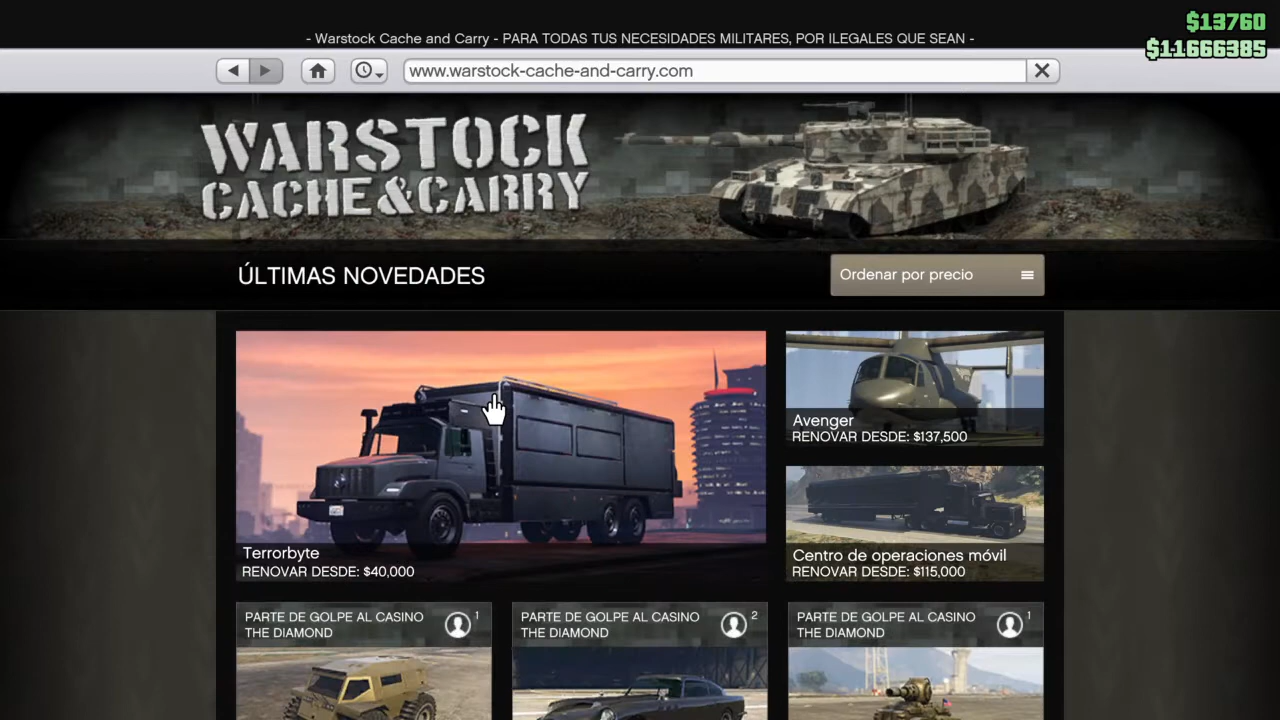 - Warstock Cache and Carry - PARA TODAS TUS NECESIDADES MILITARES, POR ILEGALES QUE SEAN -
$13760
$11666385
www.warstock-cache-and-carry.com
WARSTOCK
CACHE&CARRY
ÚLTIMAS NOVEDADES
Ordenar por precio
Terrorbyte
RENOVAR DESDE: $40,000
Avenger
RENOVAR DESDE: $137,500
Centro de operaciones móvil
RENOVAR DESDE: $115,000
PARTE DE GOLPE AL CASINO
THE DIAMOND
1
PARTE DE GOLPE AL CASINO
THE DIAMOND
2
PARTE DE GOLPE AL CASINO
THE DIAMOND
1